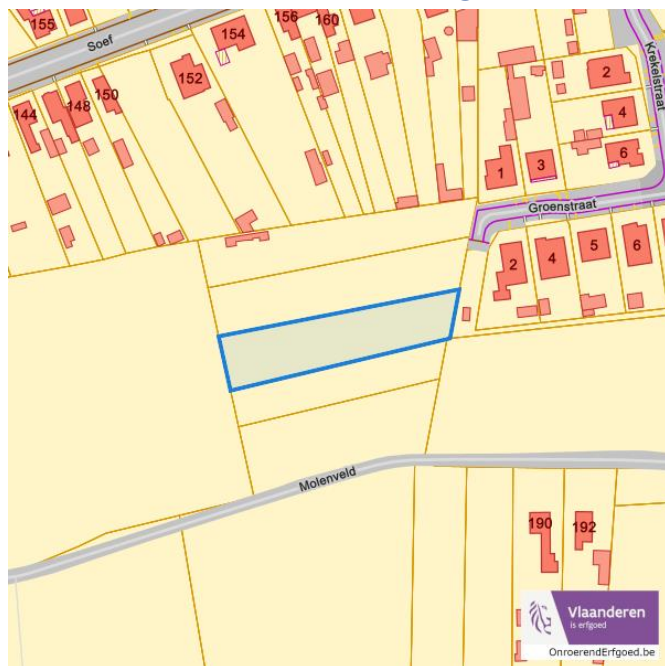 155
Soef
154
156
160
152
148
150
144
Krekelstraat
2
4
6
1
3
Groenstraat
2
4
5
6
Molenveld
190
192
Vlaanderen
is erfgoed
OnroerendErfgoed.be